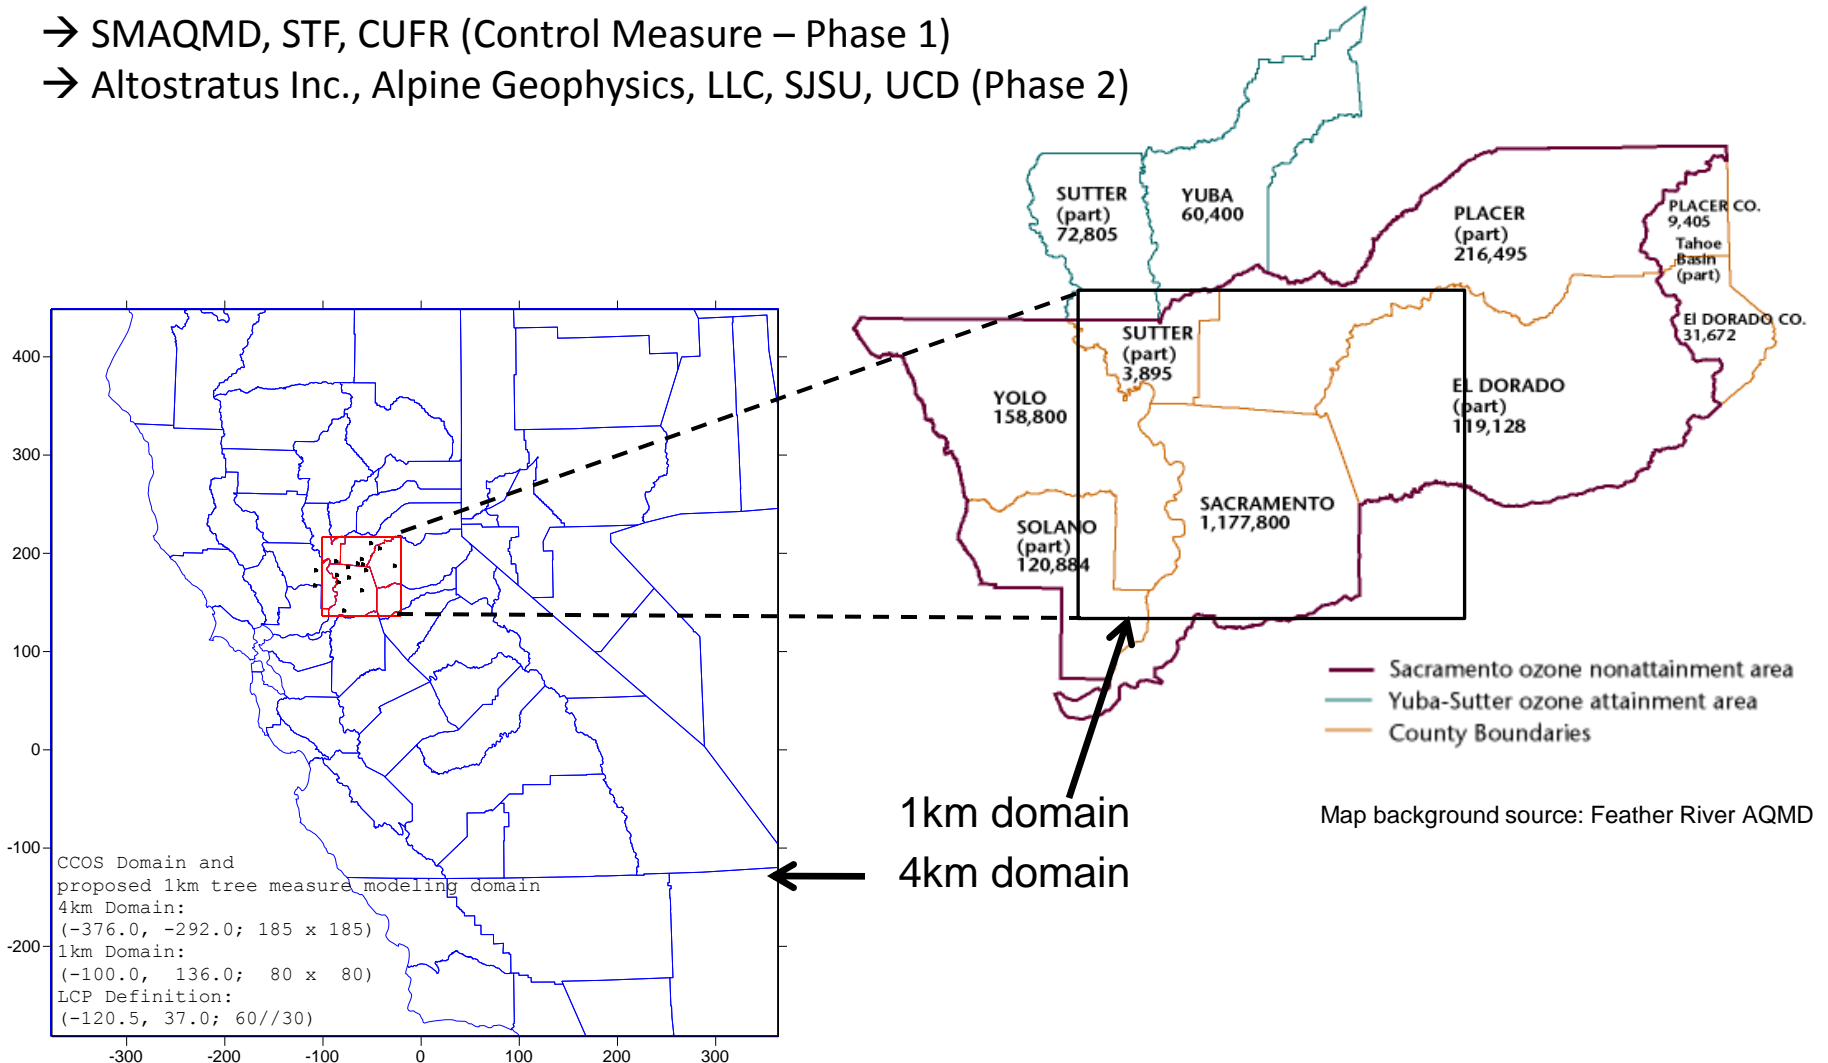 → SMAQMD, STF, CUFR (Control Measure – Phase 1)
→ Altostratus Inc., Alpine Geophysics, LLC, SJSU, UCD (Phase 2)
SUTTER
(part)
72,805
YUBA
60,400
PLACER
(part)
216,495
PLACER CO.
9,405
Tahoe
Basin
(part)
El DORADO CO.
31,672
SUTTER
(part)
3,895
YOLO
158,800
EL DORADO
(part)
119,128
SACRAMENTO
1,177,800
SOLANO
(part)
120,884
Sacramento ozone nonattainment area
Yuba-Sutter ozone attainment area
County Boundaries
Map background source: Feather River AQMD
1km domain
4km domain
400
300
200
100
0
-100
-200
CCOS Domain and
proposed 1km tree measure modeling domain
4km Domain:
(-376.0, -292.0; 185 x 185)
1km Domain:
(-100.0, 136.0; 80 x 80)
LCP Definition:
(-120.5, 37.0; 60//30)
-300 -200 -100 0 100 200 300